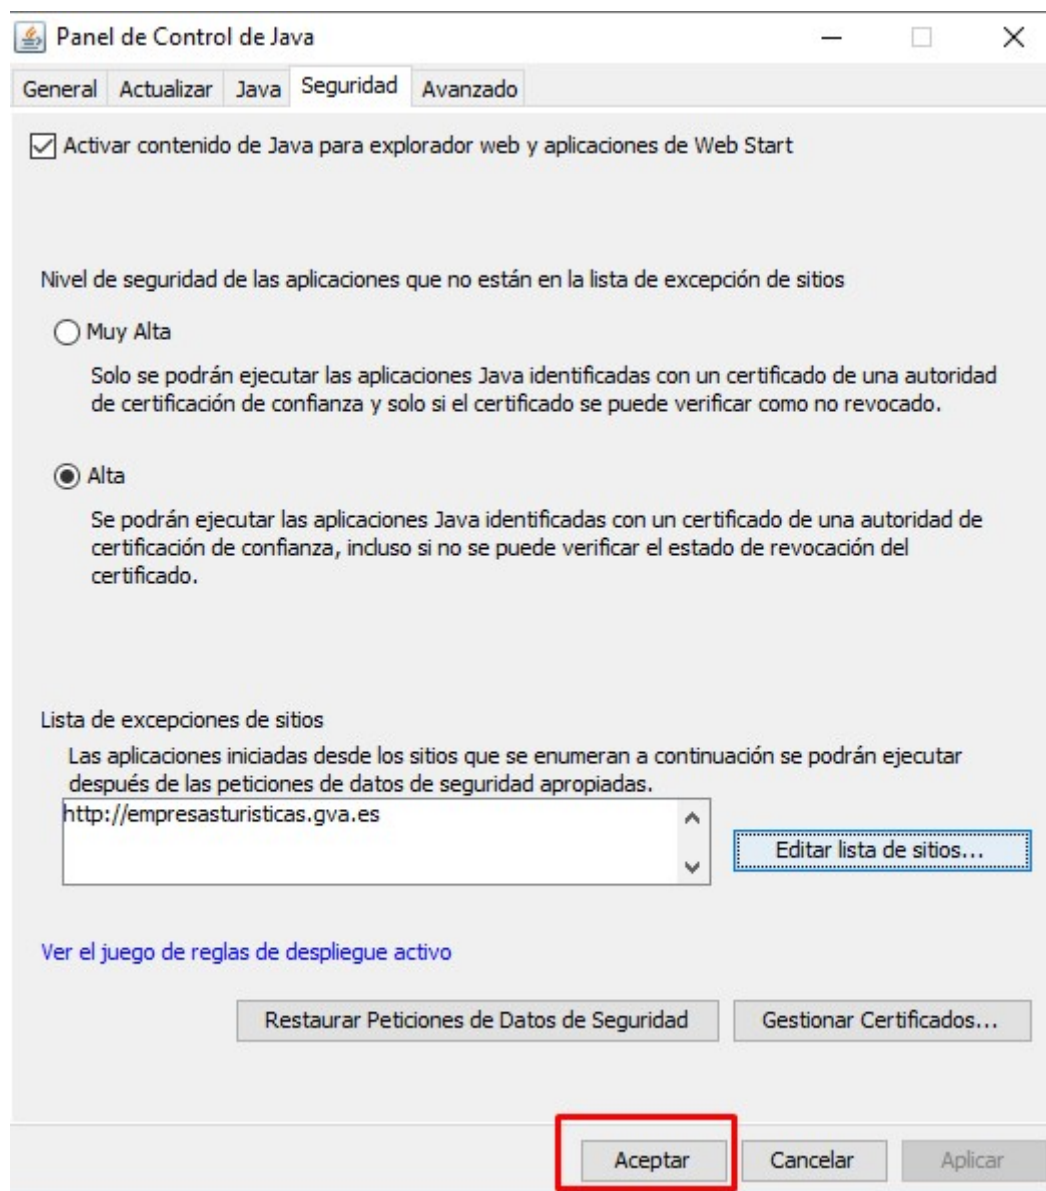 Panel de Control de Java
General Actualizar Java Seguridad Avanzado
Activar contenido de Java para explorador web y aplicaciones de Web Start
Nivel de seguridad de las aplicaciones que no están en la lista de excepción de sitios
Muy Alta
Solo se podrán ejecutar las aplicaciones Java identificadas con un certificado de una autoridad
de certificación de confianza y solo si el certificado se puede verificar como no revocado.
Alta
Se podrán ejecutar las aplicaciones Java identificadas con un certificado de una autoridad de
certificación de confianza, incluso si no se puede verificar el estado de revocación del
certificado.
Lista de excepciones de sitios
Las aplicaciones iniciadas desde los sitios que se enumeran a continuación se podrán ejecutar
después de las peticiones de datos de seguridad apropiadas.
http://empresasturisticas.gva.es
Editar lista de sitios...
Ver el juego de reglas de despliegue activo
Restaurar Peticiones de Datos de Seguridad Gestionar Certificados...
Aceptar Cancelar Aplicar